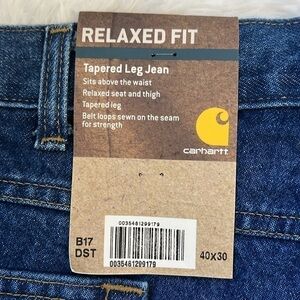 RELAXED FIT
Tapered Leg Jean
Sits above the waist
Relaxed seat and thigh
Tapered leg
Belt loops sewn on the seam
for strength
carhartt
0035481299179
B17
DST
0035481299179
40X30